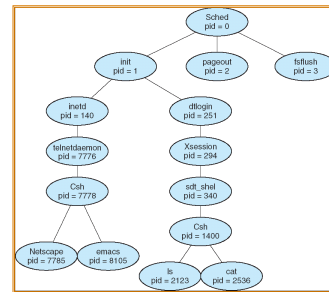 Sched
pid = 0
init
pid = 1
pageout
pid = 2
fsflush
pid = 3
inetd
pid = 140
dtlogin
pid = 251
telnetdaemon
pid = 7776
Xsession
pid = 294
Csh
pid = 7778
sdt_shel
pid = 340
Csh
pid = 1400
Netscape
pid = 7785
emacs
pid = 8105
ls
pid = 2123
cat
pid = 2536